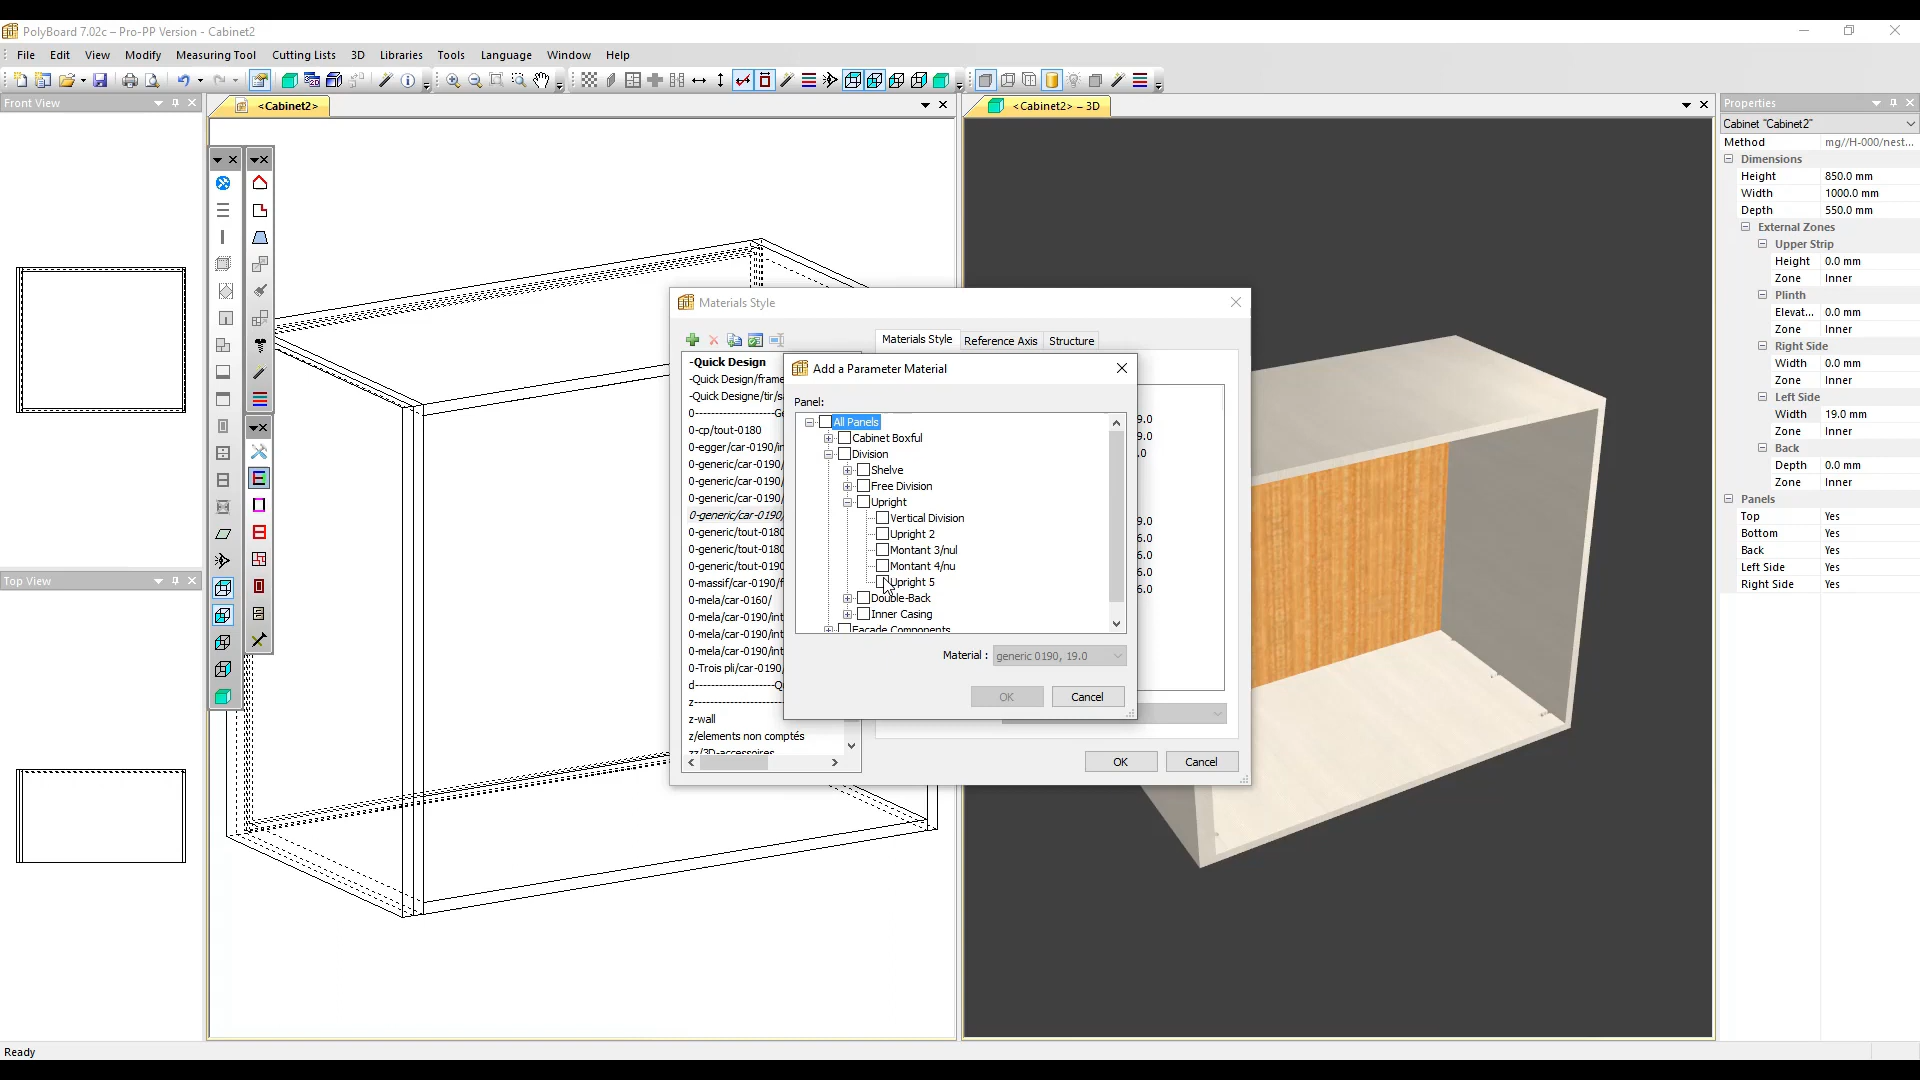 PolyBoard 7.02c – Pro-PP Version - Cabinet2
File Edit View Modify Measuring Tool Cutting Lists 3D Libraries Tools Language Window Help
Front View
<Cabinet2>
<Cabinet2> – 3D
Properties
Cabinet "Cabinet2"
Method mg//H-000/nest...
Dimensions
Height 850.0 mm
Width 1000.0 mm
Depth 550.0 mm
External Zones
Upper Strip
Height 0.0 mm
Zone Inner
Plinth
Elevat... 0.0 mm
Zone Inner
Right Side
Width 0.0 mm
Zone Inner
Left Side
Width 19.0 mm
Zone Inner
Back
Depth 0.0 mm
Zone Inner
Panels
Top Yes
Bottom Yes
Back Yes
Left Side Yes
Right Side Yes
Top View
Materials Style
Materials Style Reference Axis Structure
-Quick Design
-Quick Design/frame
-Quick Designe/tir/s
0-cp/tout-0180
0-egger/car-0190/in
0-generic/car-0190/
0-generic/car-0190/
0-generic/car-0190/
0-generic/car-0190/
0-generic/tout-0180
0-generic/tout-0180
0-generic/tout-0180
0-massif/car-0190/f
0-mela/car-0160/
0-mela/car-0190/int
0-mela/car-0190/int
0-mela/car-0190/int
0-Trois pli/car-0190,
z-wall
z/elements non comptés
zz/3D-accessoires
OK Cancel
Add a Parameter Material
Panel:
All Panels
Cabinet Boxful
Division
Shelve
Free Division
Upright
Vertical Division
Upright 2
Montant 3/nul
Montant 4/nu
Upright 5
Double-Back
Inner Casing
Facade Components
Material : generic 0190, 19.0
OK Cancel
Ready